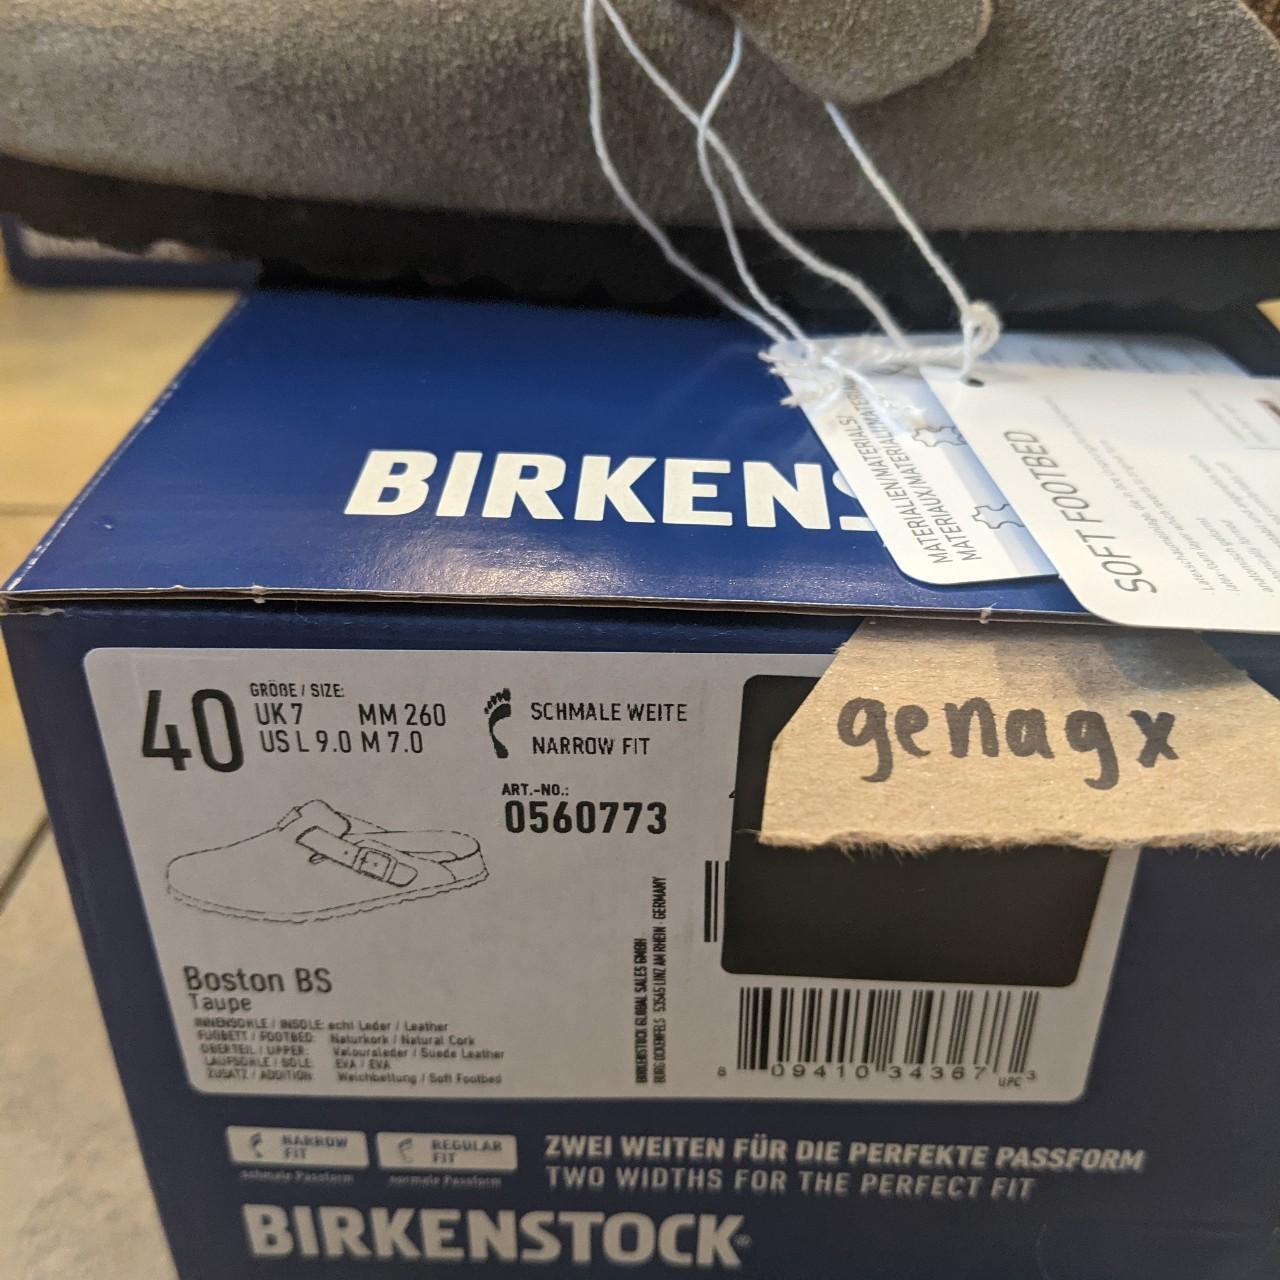 BIRKENS
MATERIALIEN/MATERIALS/
MATERIAUX/MATERIALI/MATERI
SOFT FOOTBED
genagx
40
GRÖßE / SIZE:
UK 7 MM 260
US L 9.0 M 7.0
SCHMALE WEITE
NARROW FIT
ART.-NO.:
0560773
Boston BS
Taupe
INNENSOHLE / INSOLE: echt Leder / Leather
FUßBETT / FOOTBED: Naturkork / Natural Cork
OBERTEIL / UPPER: Veloursleder / Suede Leather
LAUFSOHLE / SOLE: EVA / EVA
ZUSATZ / ADDITION: Weichbettung / Soft Footbed
BIRKENSTOCK GLOBAL SALES GMBH
BURG OCKENFELS · 53545 LINZ AM RHEIN · GERMANY
8 09410 34367 3
UPC
NARROW
FIT
schmale Passform
REGULAR
FIT
normale Passform
ZWEI WEITEN FÜR DIE PERFEKTE PASSFORM
TWO WIDTHS FOR THE PERFECT FIT
BIRKENSTOCK®